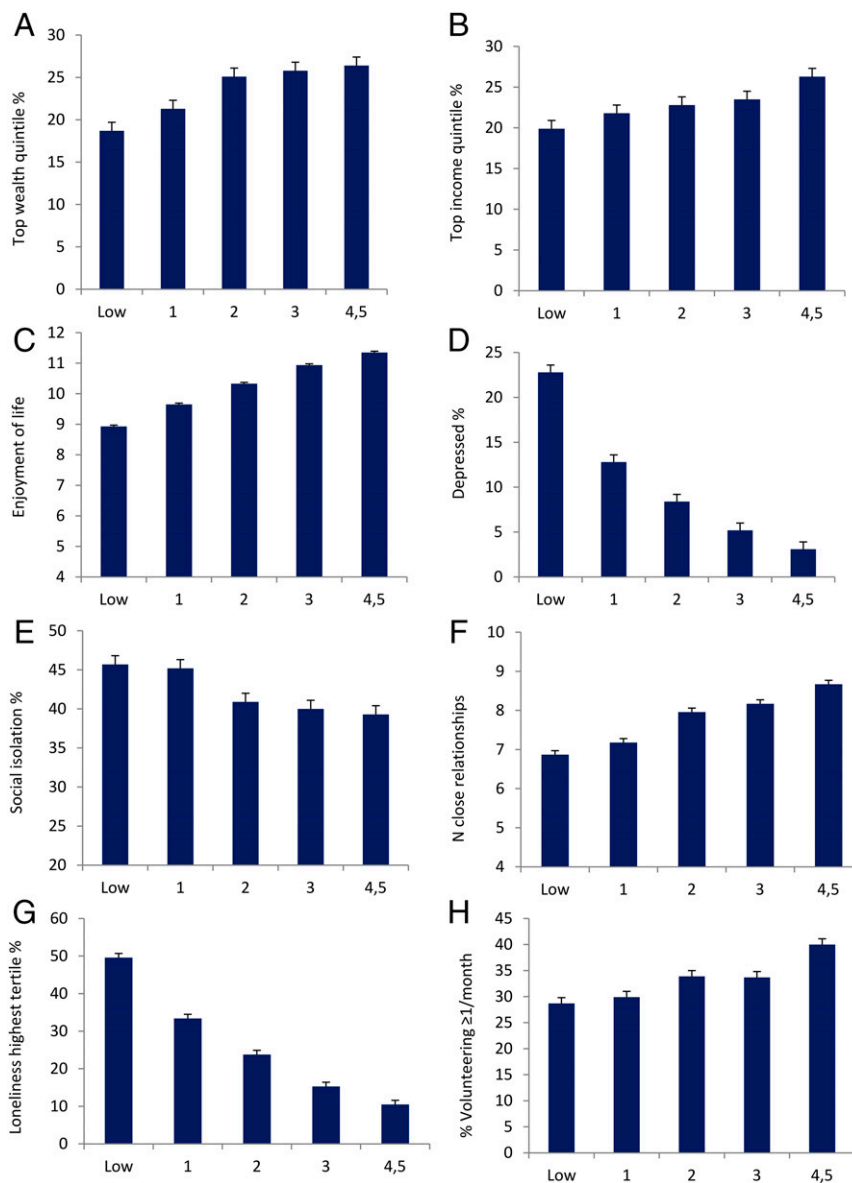 A
Top wealth quintile %
30
25
20
15
10
5
0
Low 1 2 3 4,5
B
Top income quintile %
30
25
20
15
10
5
0
Low 1 2 3 4,5
C
Enjoyment of life
12
11
10
9
8
7
6
5
4
Low 1 2 3 4,5
D
Depressed %
25
20
15
10
5
0
Low 1 2 3 4,5
E
Social isolation %
50
45
40
35
30
25
20
Low 1 2 3 4,5
F
N close relationships
10
9
8
7
6
5
4
Low 1 2 3 4,5
G
Loneliness highest tertile %
60
50
40
30
20
10
0
Low 1 2 3 4,5
H
% Volunteering ≥1/month
45
40
35
30
25
20
15
10
5
0
Low 1 2 3 4,5